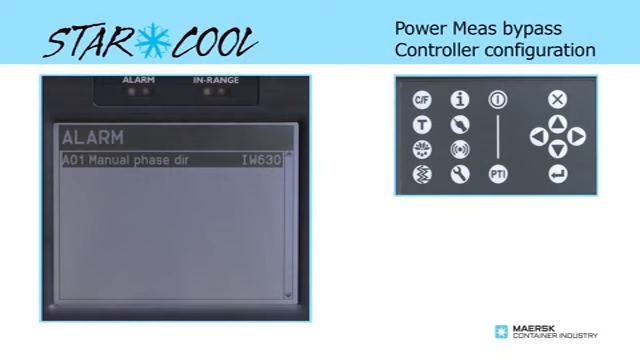 STAR COOL
Power Meas bypass
Controller configuration
ALARM
IN-RANGE
ALARM
A01 Manual phase dir IW630
C/F
i
T
PTI
MAERSK
CONTAINER INDUSTRY